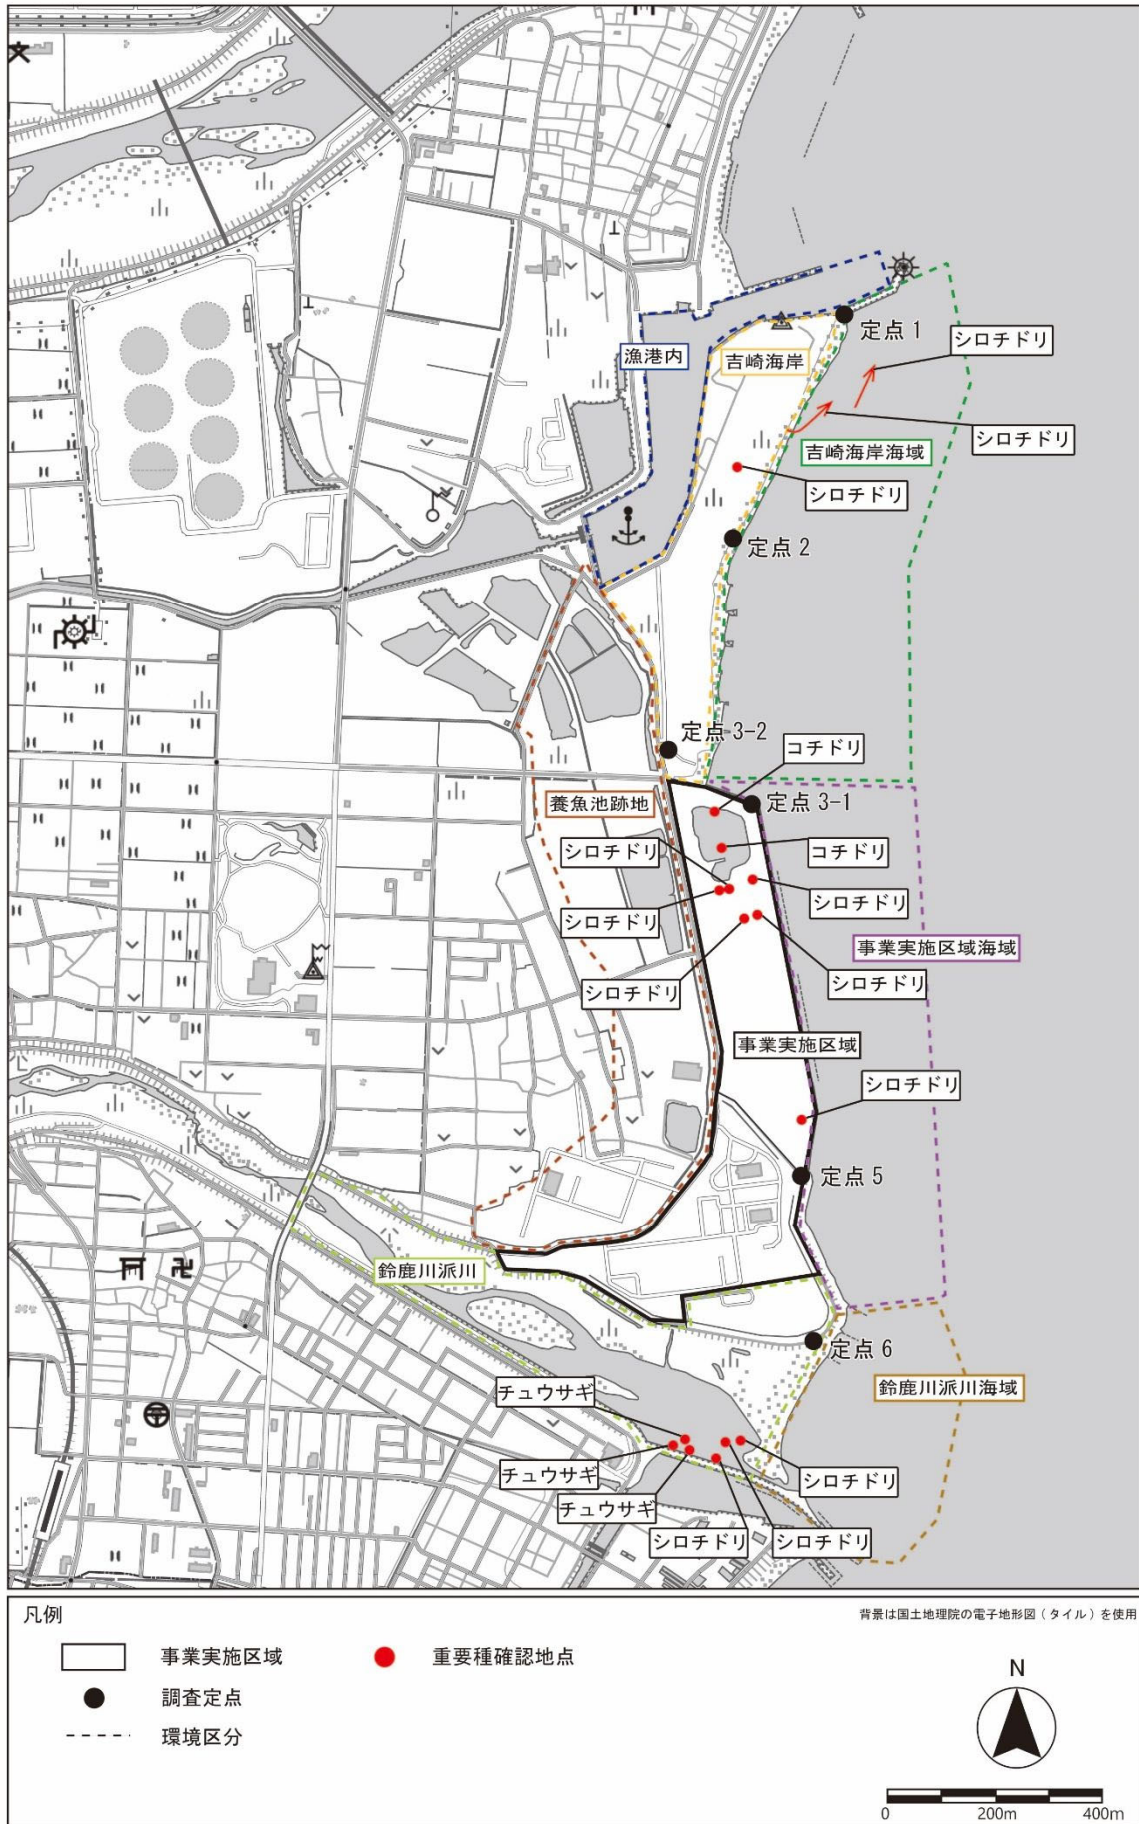 定点 1
シロチドリ
漁港内
吉崎海岸
シロチドリ
吉崎海岸海域
シロチドリ
定点 2
定点 3-2
コチドリ
養魚池跡地
定点 3-1
シロチドリ
コチドリ
シロチドリ
シロチドリ
事業実施区域海域
シロチドリ
シロチドリ
事業実施区域
シロチドリ
定点 5
鈴鹿川派川
定点 6
鈴鹿川派川海域
チュウサギ
チュウサギ
シロチドリ
チュウサギ
シロチドリ
シロチドリ
凡例
背景は国土地理院の電子地形図（タイル）を使用
事業実施区域
重要種確認地点
調査定点
環境区分
N
0
200m
400m